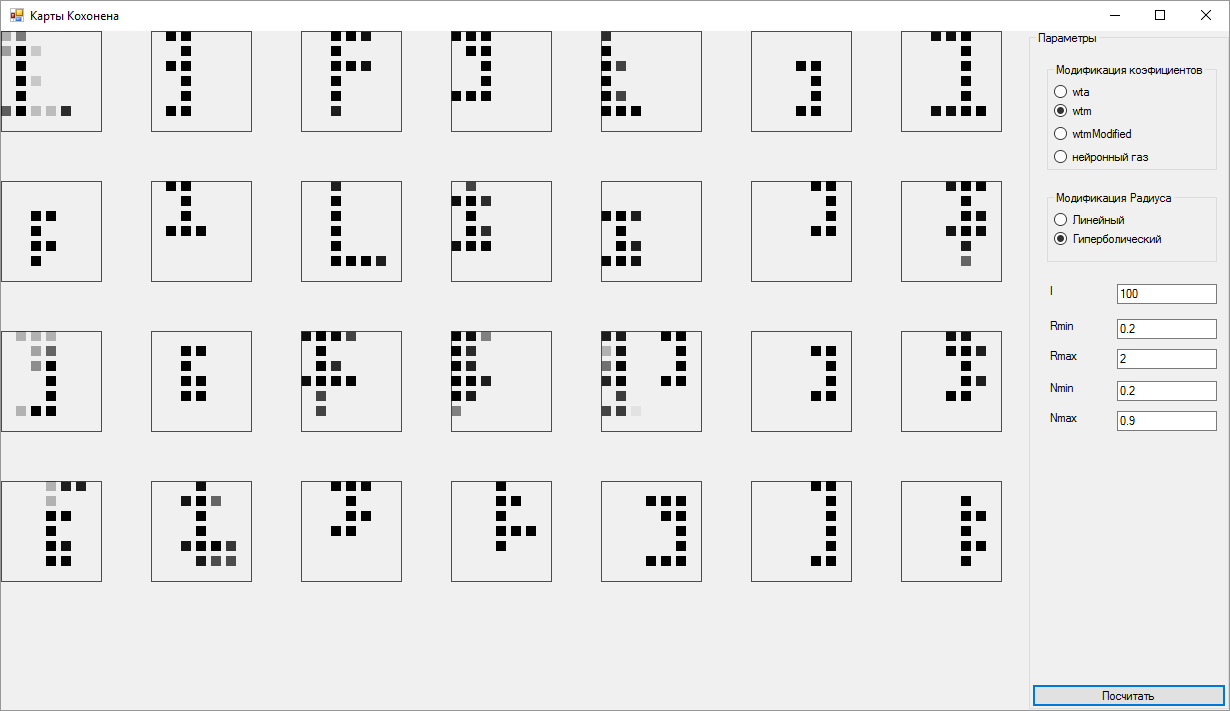 Карты Кохонена
Параметры
Модификация коэфициентов
wta
wtm
wtmModified
нейронный газ
Модификация Радиуса
Линейный
Гиперболический
l 100
Rmin 0.2
Rmax 2
Nmin 0.2
Nmax 0.9
Посчитать